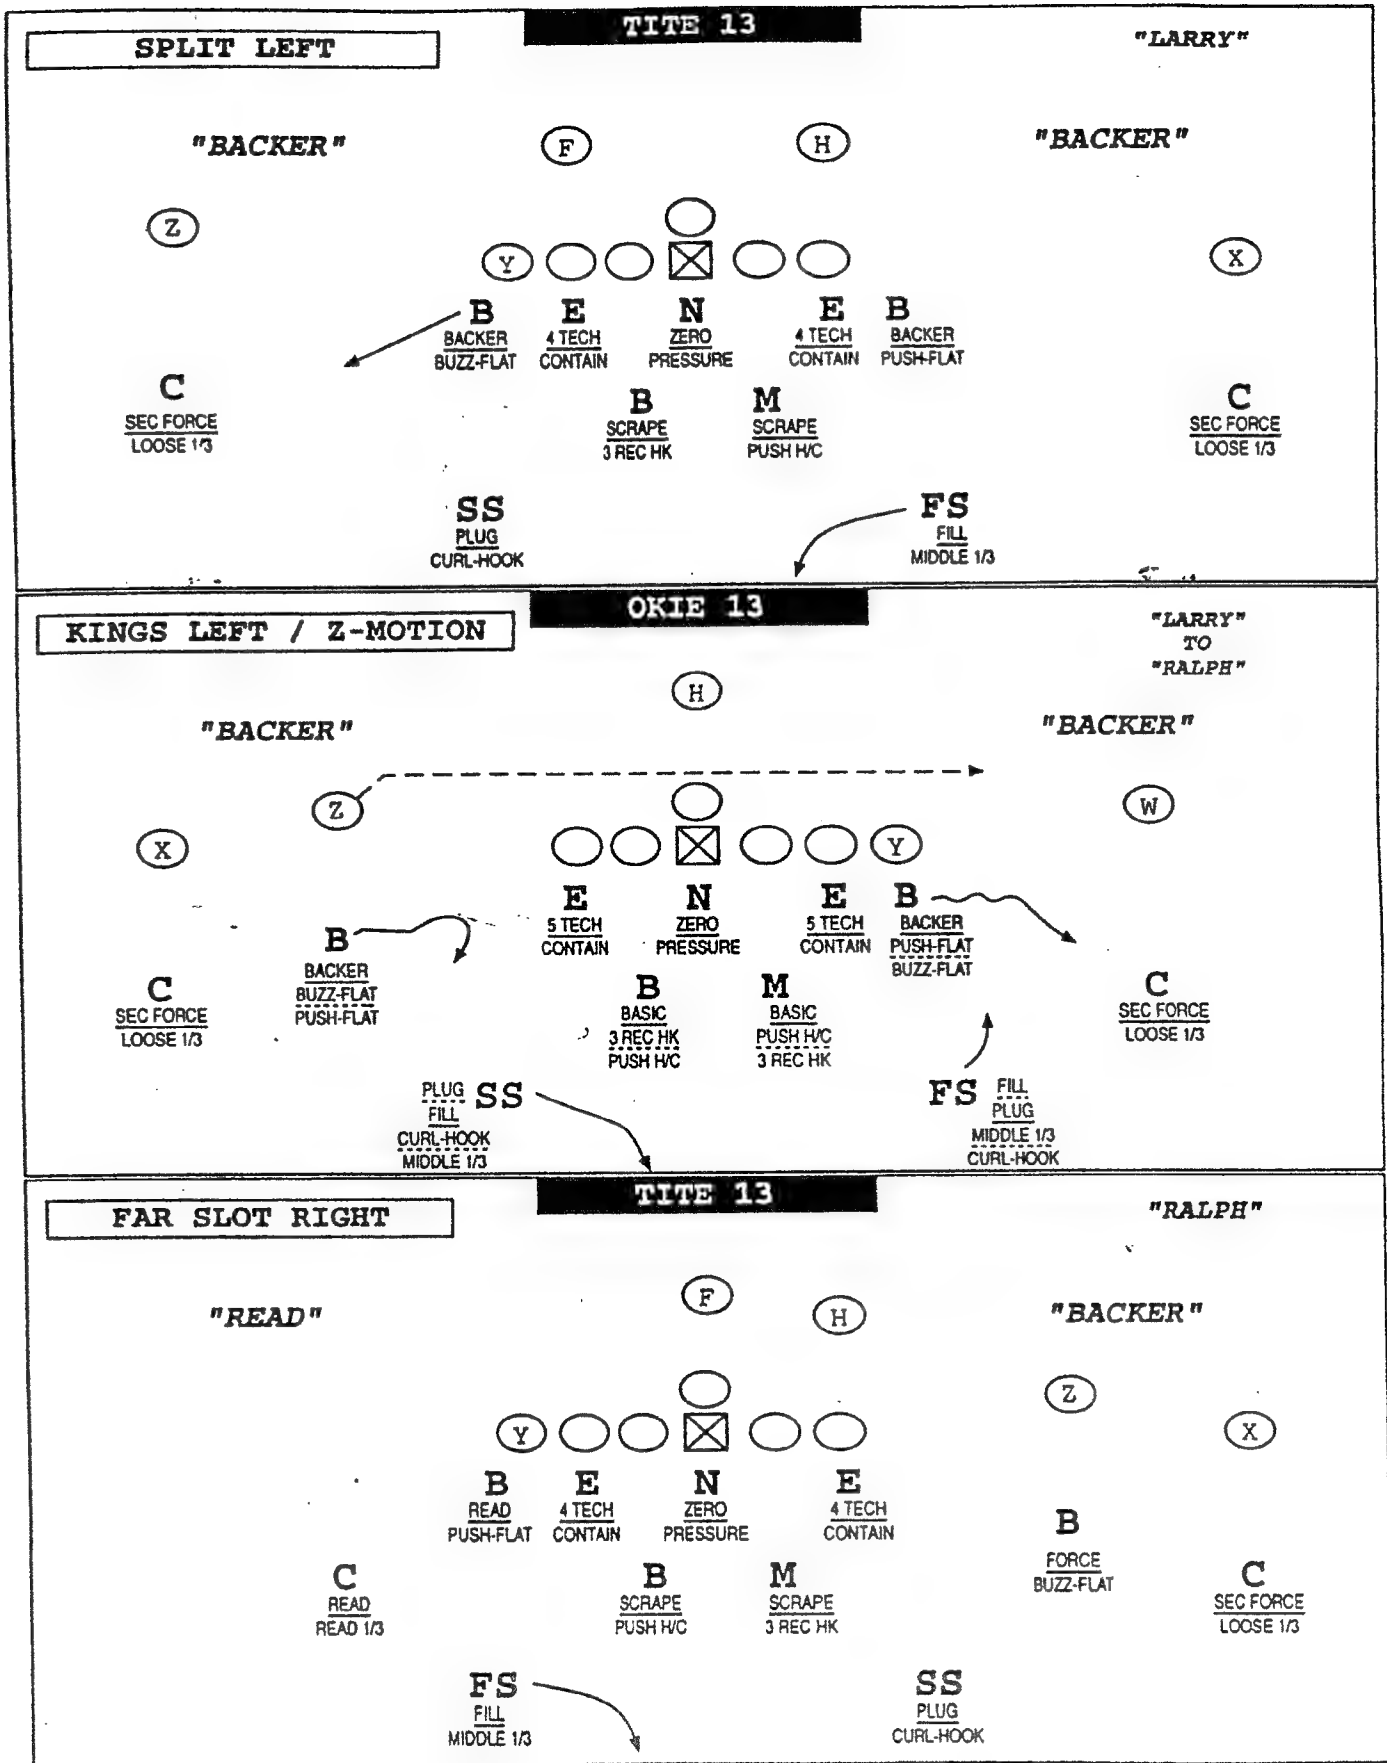 TITE 13
SPLIT LEFT
"LARRY"
"BACKER"
F
H
"BACKER"
Z
Y
X
B
E
N
E
B
BACKER
4 TECH
ZERO
4 TECH
BACKER
BUZZ-FLAT
CONTAIN
PRESSURE
CONTAIN
PUSH-FLAT
C
B
M
C
SEC FORCE
SCRAPE
SCRAPE
SEC FORCE
LOOSE 1/3
3 REC HK
PUSH H/C
LOOSE 1/3
SS
FS
PLUG
FILL
CURL-HOOK
MIDDLE 1/3
OKIE 13
KINGS LEFT / Z-MOTION
"LARRY"
TO
"RALPH"
H
"BACKER"
"BACKER"
Z
W
X
Y
E
N
E
B
5 TECH
ZERO
5 TECH
BACKER
CONTAIN
PRESSURE
CONTAIN
PUSH-FLAT
BUZZ-FLAT
B
BACKER
BUZZ-FLAT
PUSH-FLAT
C
B
M
C
SEC FORCE
BASIC
BASIC
SEC FORCE
LOOSE 1/3
3 REC HK
PUSH H/C
LOOSE 1/3
PUSH H/C
3 REC HK
PLUG SS
FILL
CURL-HOOK
MIDDLE 1/3
FS FILL
PLUG
MIDDLE 1/3
CURL-HOOK
TITE 13
FAR SLOT RIGHT
"RALPH"
"READ"
F
H
"BACKER"
Z
Y
X
B
E
N
E
READ
4 TECH
ZERO
4 TECH
PUSH-FLAT
CONTAIN
PRESSURE
CONTAIN
B
FORCE
BUZZ-FLAT
C
B
M
C
READ
SCRAPE
SCRAPE
SEC FORCE
READ 1/3
PUSH H/C
3 REC HK
LOOSE 1/3
FS
SS
FILL
PLUG
MIDDLE 1/3
CURL-HOOK